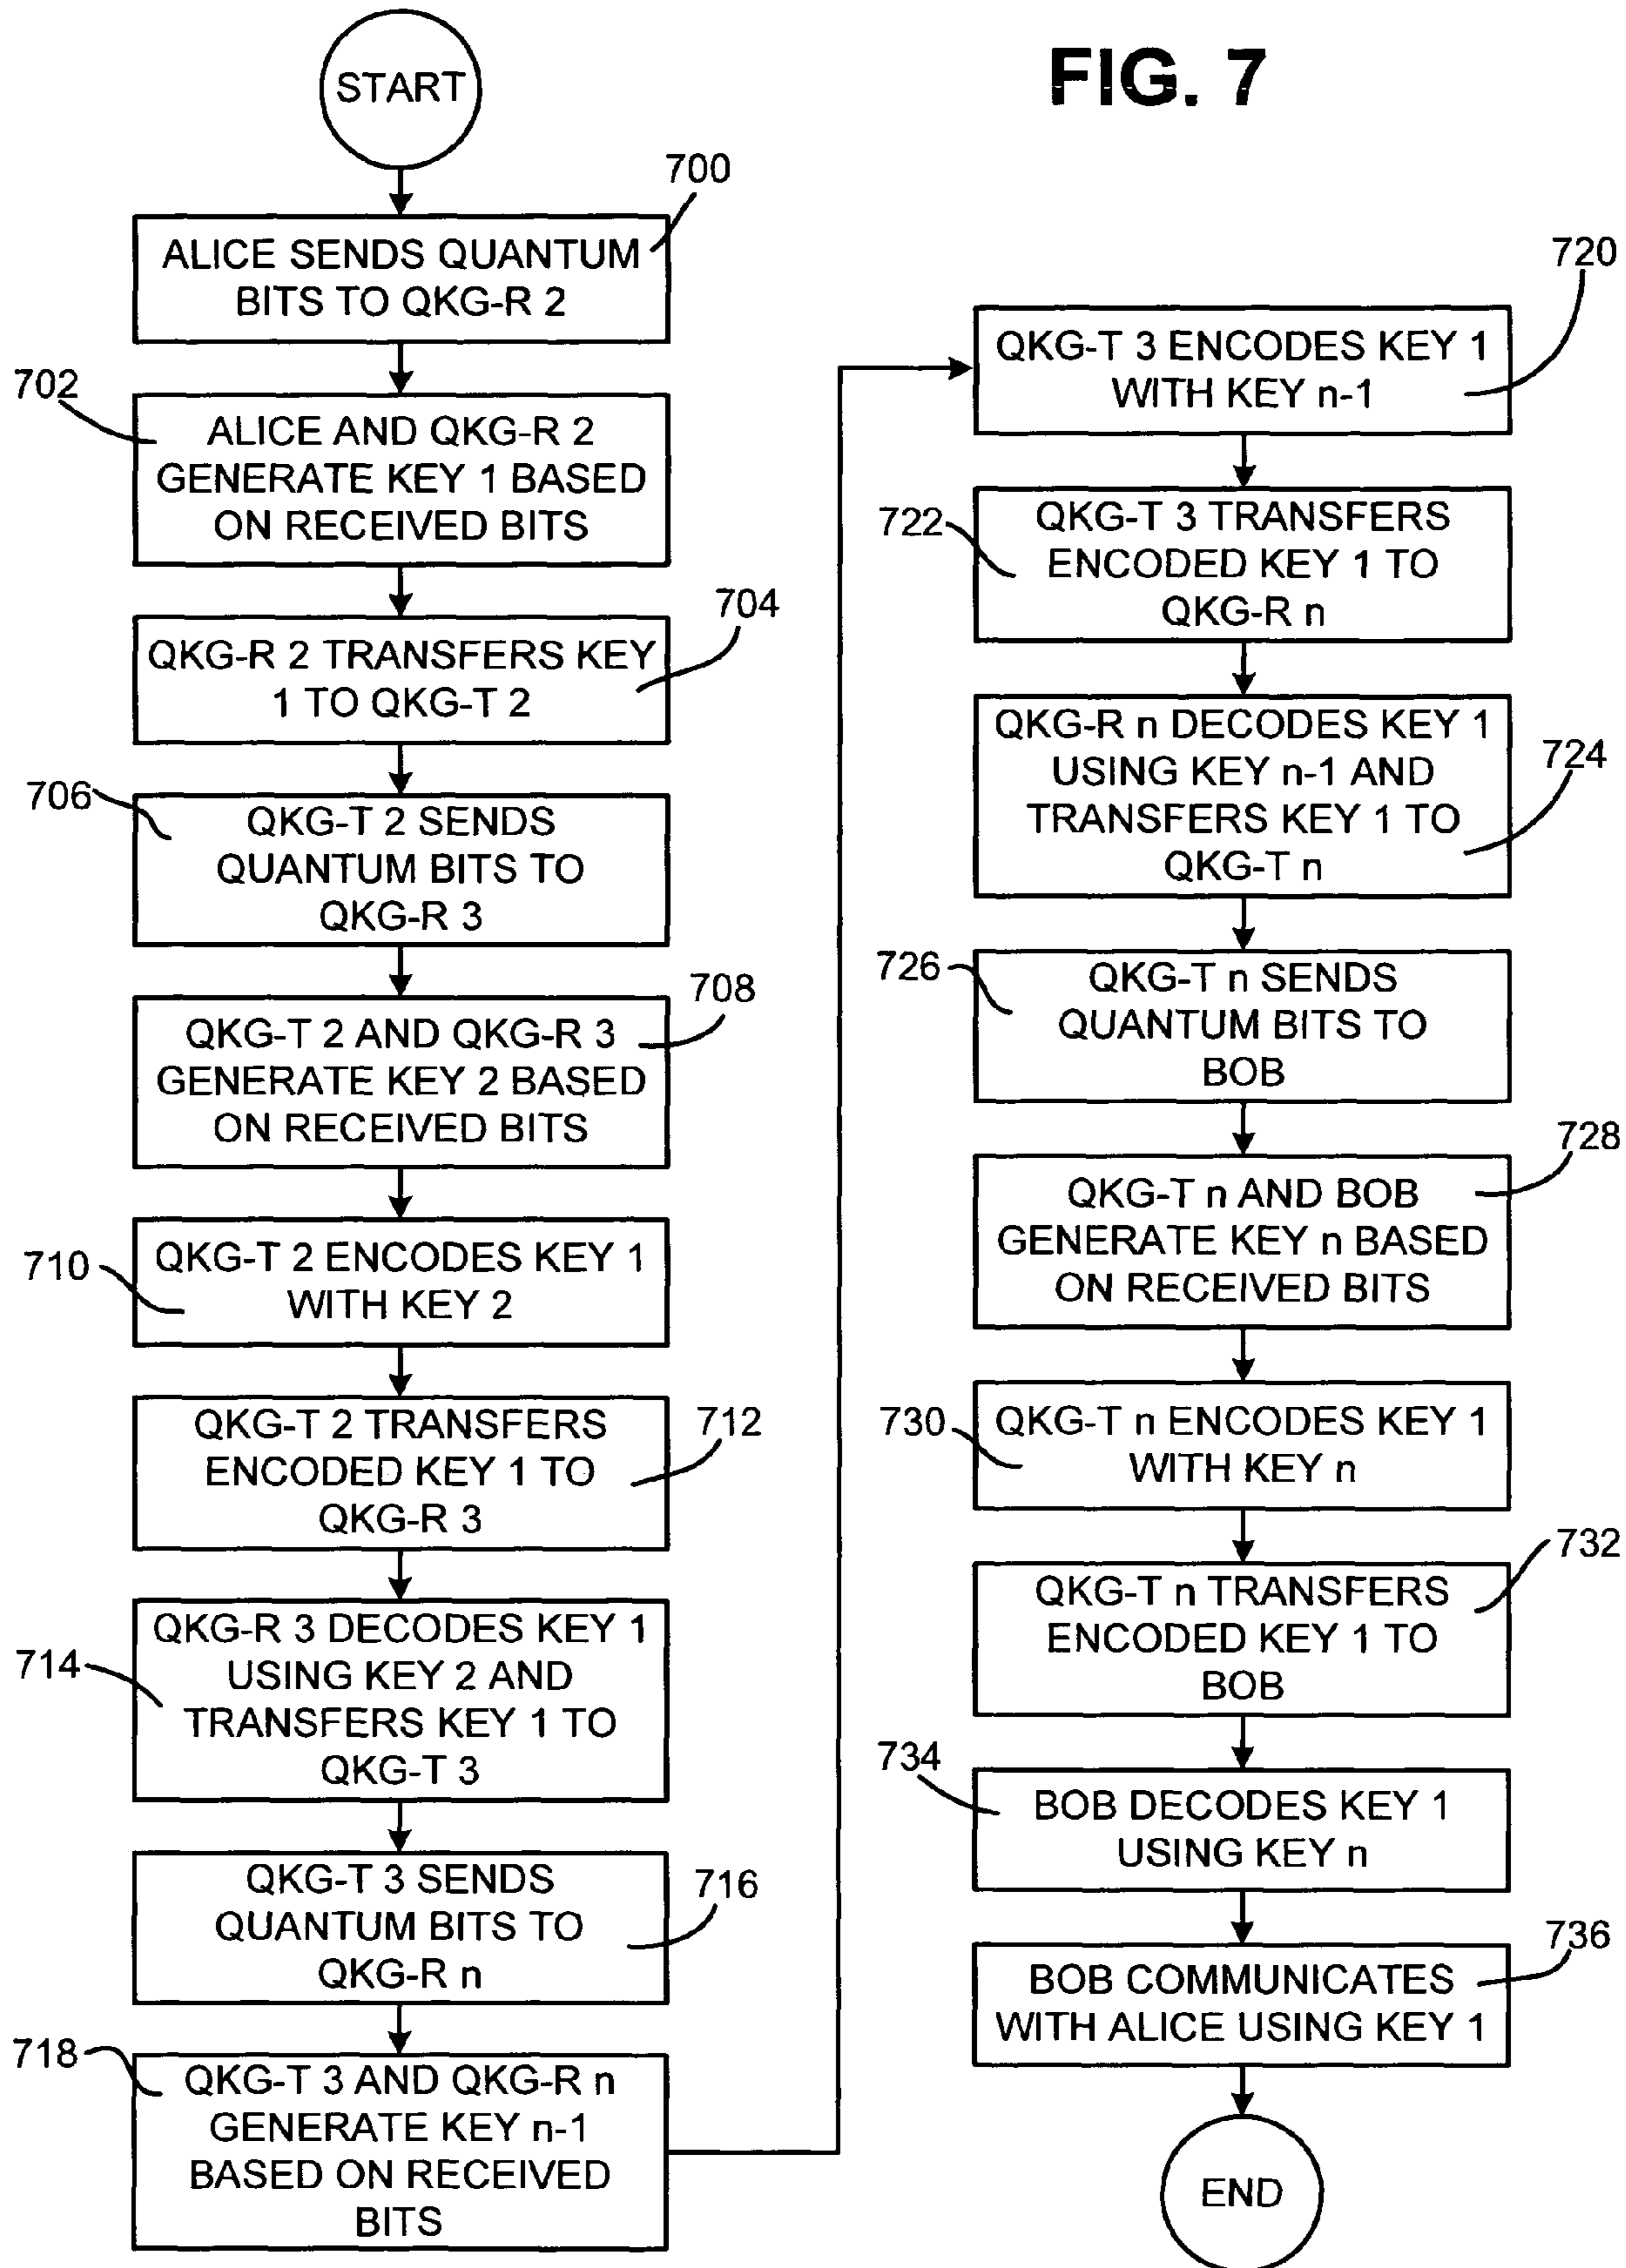 FIG. 7
START
700
ALICE SENDS QUANTUM
BITS TO QKG-R 2
702
ALICE AND QKG-R 2
GENERATE KEY 1 BASED
ON RECEIVED BITS
704
QKG-R 2 TRANSFERS KEY
1 TO QKG-T 2
706
QKG-T 2 SENDS
QUANTUM BITS TO
QKG-R 3
708
QKG-T 2 AND QKG-R 3
GENERATE KEY 2 BASED
ON RECEIVED BITS
710
QKG-T 2 ENCODES KEY 1
WITH KEY 2
712
QKG-T 2 TRANSFERS
ENCODED KEY 1 TO
QKG-R 3
714
QKG-R 3 DECODES KEY 1
USING KEY 2 AND
TRANSFERS KEY 1 TO
QKG-T 3
716
QKG-T 3 SENDS
QUANTUM BITS TO
QKG-R n
718
QKG-T 3 AND QKG-R n
GENERATE KEY n-1
BASED ON RECEIVED
BITS
720
QKG-T 3 ENCODES KEY 1
WITH KEY n-1
722
QKG-T 3 TRANSFERS
ENCODED KEY 1 TO
QKG-R n
724
QKG-R n DECODES KEY 1
USING KEY n-1 AND
TRANSFERS KEY 1 TO
QKG-T n
726
QKG-T n SENDS
QUANTUM BITS TO
BOB
728
QKG-T n AND BOB
GENERATE KEY n BASED
ON RECEIVED BITS
730
QKG-T n ENCODES KEY 1
WITH KEY n
732
QKG-T n TRANSFERS
ENCODED KEY 1 TO
BOB
734
BOB DECODES KEY 1
USING KEY n
736
BOB COMMUNICATES
WITH ALICE USING KEY 1
END